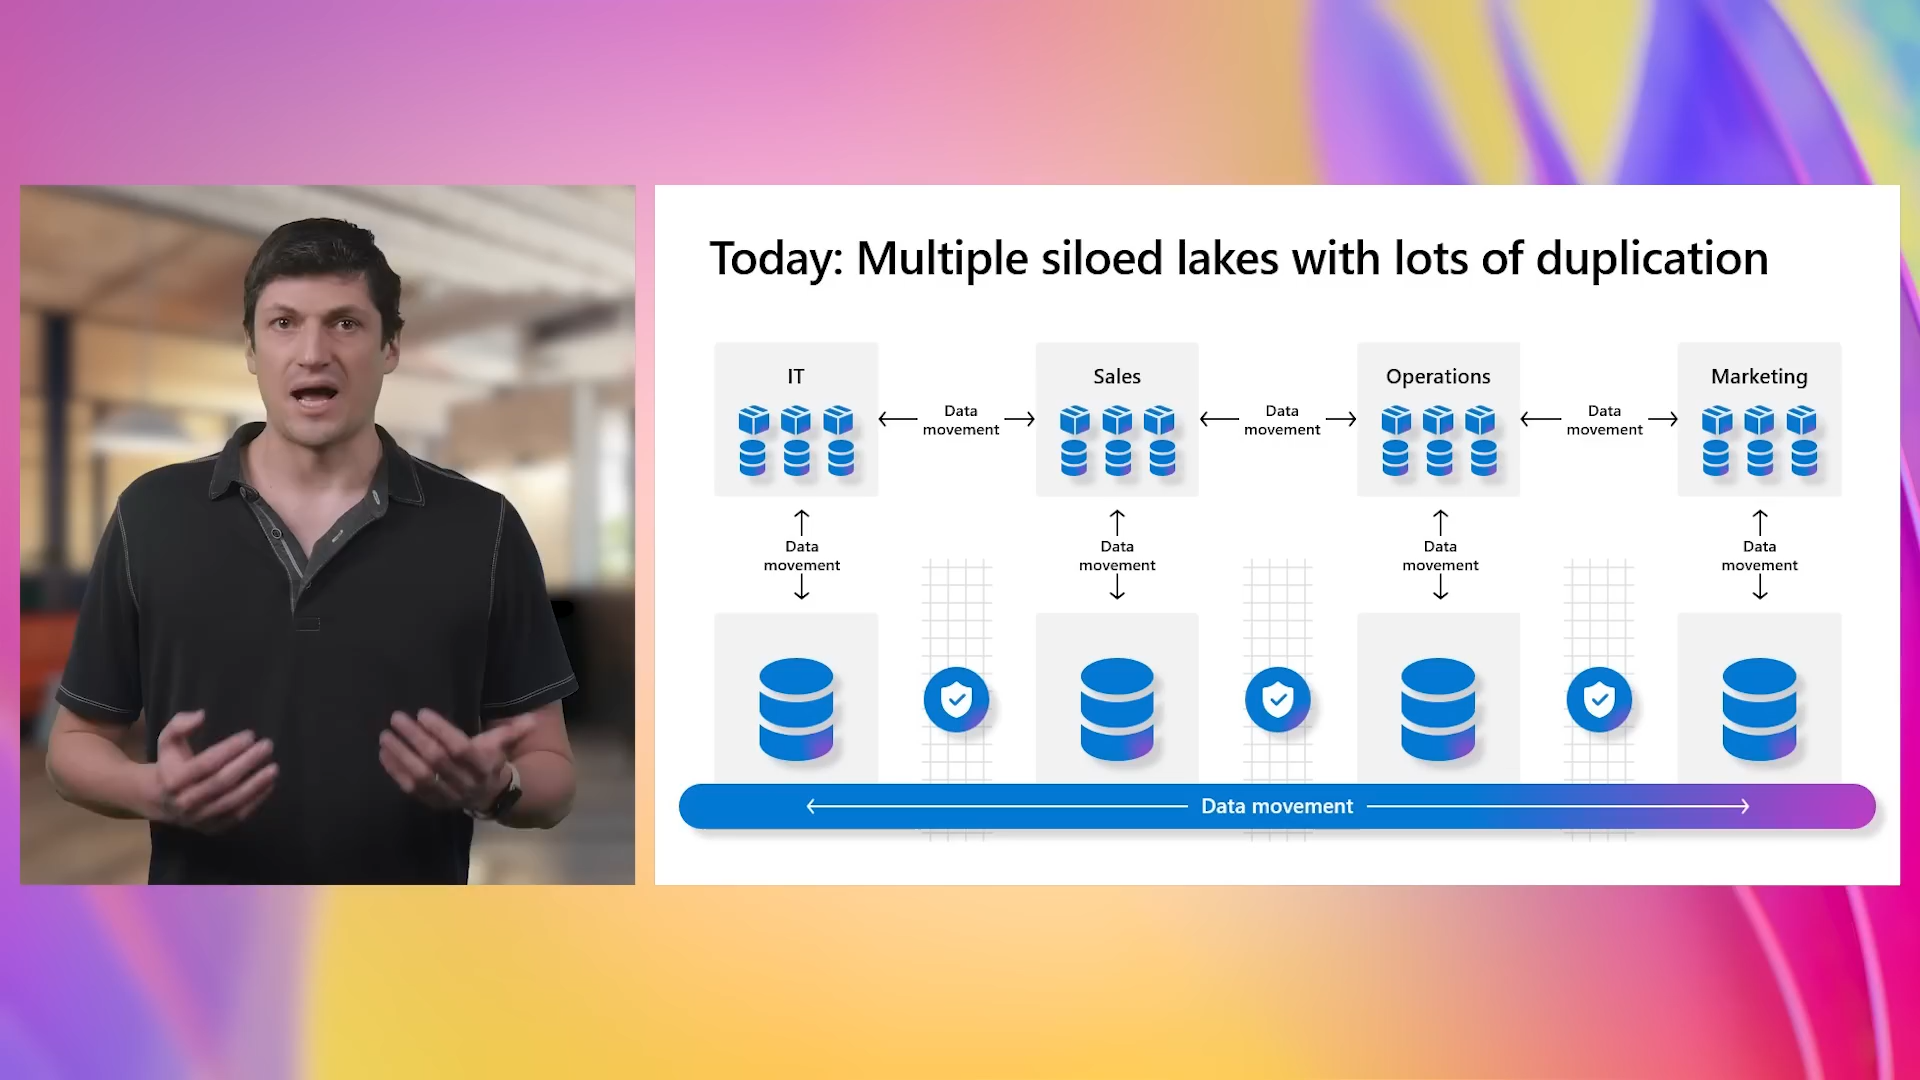 Today: Multiple siloed lakes with lots of duplication
IT
Sales
Operations
Marketing
Data
movement
Data
movement
Data
movement
Data
movement
Data
movement
Data
movement
Data
movement
Data movement